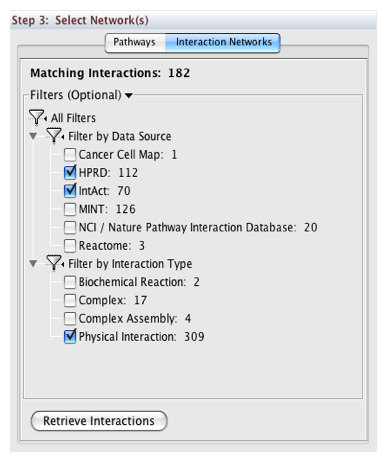 Step 3: Select Network(s)
Pathways Interaction Networks
Matching Interactions: 182
Filters (Optional)
All Filters
Filter by Data Source
Cancer Cell Map: 1
HPRD: 112
IntAct: 70
MINT: 126
NCI / Nature Pathway Interaction Database: 20
Reactome: 3
Filter by Interaction Type
Biochemical Reaction: 2
Complex: 17
Complex Assembly: 4
Physical Interaction: 309
Retrieve Interactions